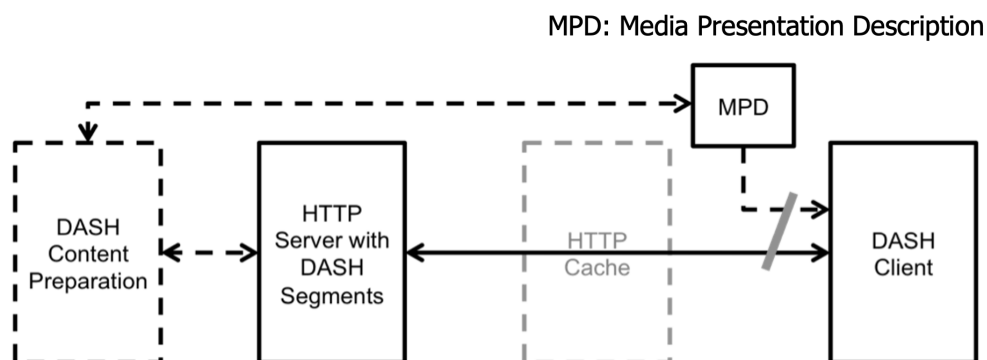 MPD: Media Presentation Description
MPD
DASH
Content
Preparation
HTTP
Server with
DASH
Segments
HTTP
Cache
DASH
Client